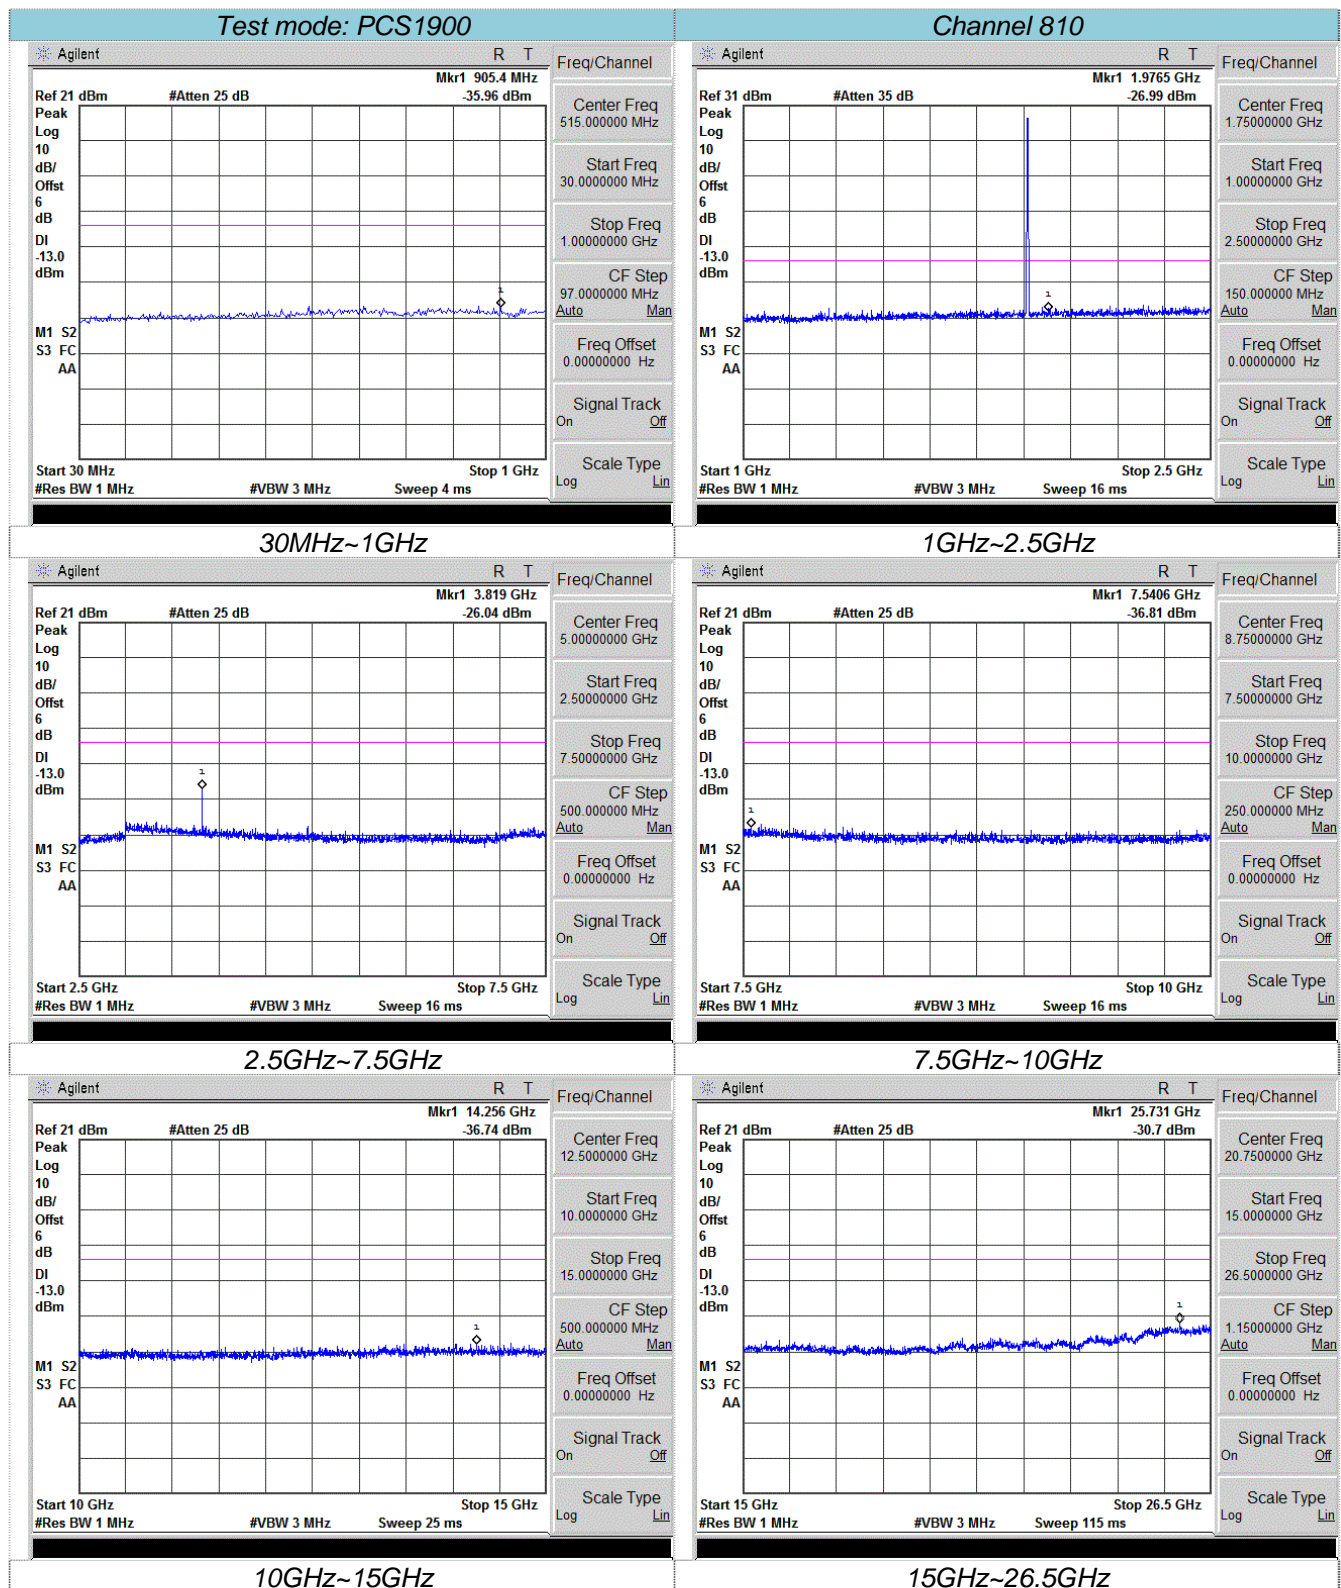 Test mode: PCS1900
Channel 810
Agilent R T
Freq/Channel
Mkr1 905.4 MHz
Ref 21 dBm #Atten 25 dB -35.96 dBm
Peak
Log
10
dB/
Offst
6
dB
DI
-13.0
dBm
M1 S2
S3 FC
AA
1
Start 30 MHz Stop 1 GHz
#Res BW 1 MHz #VBW 3 MHz Sweep 4 ms
Center Freq
515.000000 MHz
Start Freq
30.0000000 MHz
Stop Freq
1.00000000 GHz
CF Step
97.0000000 MHz
Auto Man
Freq Offset
0.00000000 Hz
Signal Track
On Off
Scale Type
Log Lin
Agilent R T
Freq/Channel
Mkr1 1.9765 GHz
Ref 31 dBm #Atten 35 dB -26.99 dBm
Peak
Log
10
dB/
Offst
6
dB
DI
-13.0
dBm
M1 S2
S3 FC
AA
1
Start 1 GHz Stop 2.5 GHz
#Res BW 1 MHz #VBW 3 MHz Sweep 16 ms
Center Freq
1.75000000 GHz
Start Freq
1.00000000 GHz
Stop Freq
2.50000000 GHz
CF Step
150.000000 MHz
Auto Man
Freq Offset
0.00000000 Hz
Signal Track
On Off
Scale Type
Log Lin
30MHz~1GHz
1GHz~2.5GHz
Agilent R T
Freq/Channel
Mkr1 3.819 GHz
Ref 21 dBm #Atten 25 dB -26.04 dBm
Peak
Log
10
dB/
Offst
6
dB
DI
-13.0
dBm
M1 S2
S3 FC
AA
1
Start 2.5 GHz Stop 7.5 GHz
#Res BW 1 MHz #VBW 3 MHz Sweep 16 ms
Center Freq
5.00000000 GHz
Start Freq
2.50000000 GHz
Stop Freq
7.50000000 GHz
CF Step
500.000000 MHz
Auto Man
Freq Offset
0.00000000 Hz
Signal Track
On Off
Scale Type
Log Lin
Agilent R T
Freq/Channel
Mkr1 7.5406 GHz
Ref 21 dBm #Atten 25 dB -36.81 dBm
Peak
Log
10
dB/
Offst
6
dB
DI
-13.0
dBm
M1 S2
S3 FC
AA
1
Start 7.5 GHz Stop 10 GHz
#Res BW 1 MHz #VBW 3 MHz Sweep 16 ms
Center Freq
8.75000000 GHz
Start Freq
7.50000000 GHz
Stop Freq
10.0000000 GHz
CF Step
250.000000 MHz
Auto Man
Freq Offset
0.00000000 Hz
Signal Track
On Off
Scale Type
Log Lin
2.5GHz~7.5GHz
7.5GHz~10GHz
Agilent R T
Freq/Channel
Mkr1 14.256 GHz
Ref 21 dBm #Atten 25 dB -36.74 dBm
Peak
Log
10
dB/
Offst
6
dB
DI
-13.0
dBm
M1 S2
S3 FC
AA
1
Start 10 GHz Stop 15 GHz
#Res BW 1 MHz #VBW 3 MHz Sweep 25 ms
Center Freq
12.5000000 GHz
Start Freq
10.0000000 GHz
Stop Freq
15.0000000 GHz
CF Step
500.000000 MHz
Auto Man
Freq Offset
0.00000000 Hz
Signal Track
On Off
Scale Type
Log Lin
Agilent R T
Freq/Channel
Mkr1 25.731 GHz
Ref 21 dBm #Atten 25 dB -30.7 dBm
Peak
Log
10
dB/
Offst
6
dB
DI
-13.0
dBm
M1 S2
S3 FC
AA
1
Start 15 GHz Stop 26.5 GHz
#Res BW 1 MHz #VBW 3 MHz Sweep 115 ms
Center Freq
20.7500000 GHz
Start Freq
15.0000000 GHz
Stop Freq
26.5000000 GHz
CF Step
1.15000000 GHz
Auto Man
Freq Offset
0.00000000 Hz
Signal Track
On Off
Scale Type
Log Lin
10GHz~15GHz
15GHz~26.5GHz